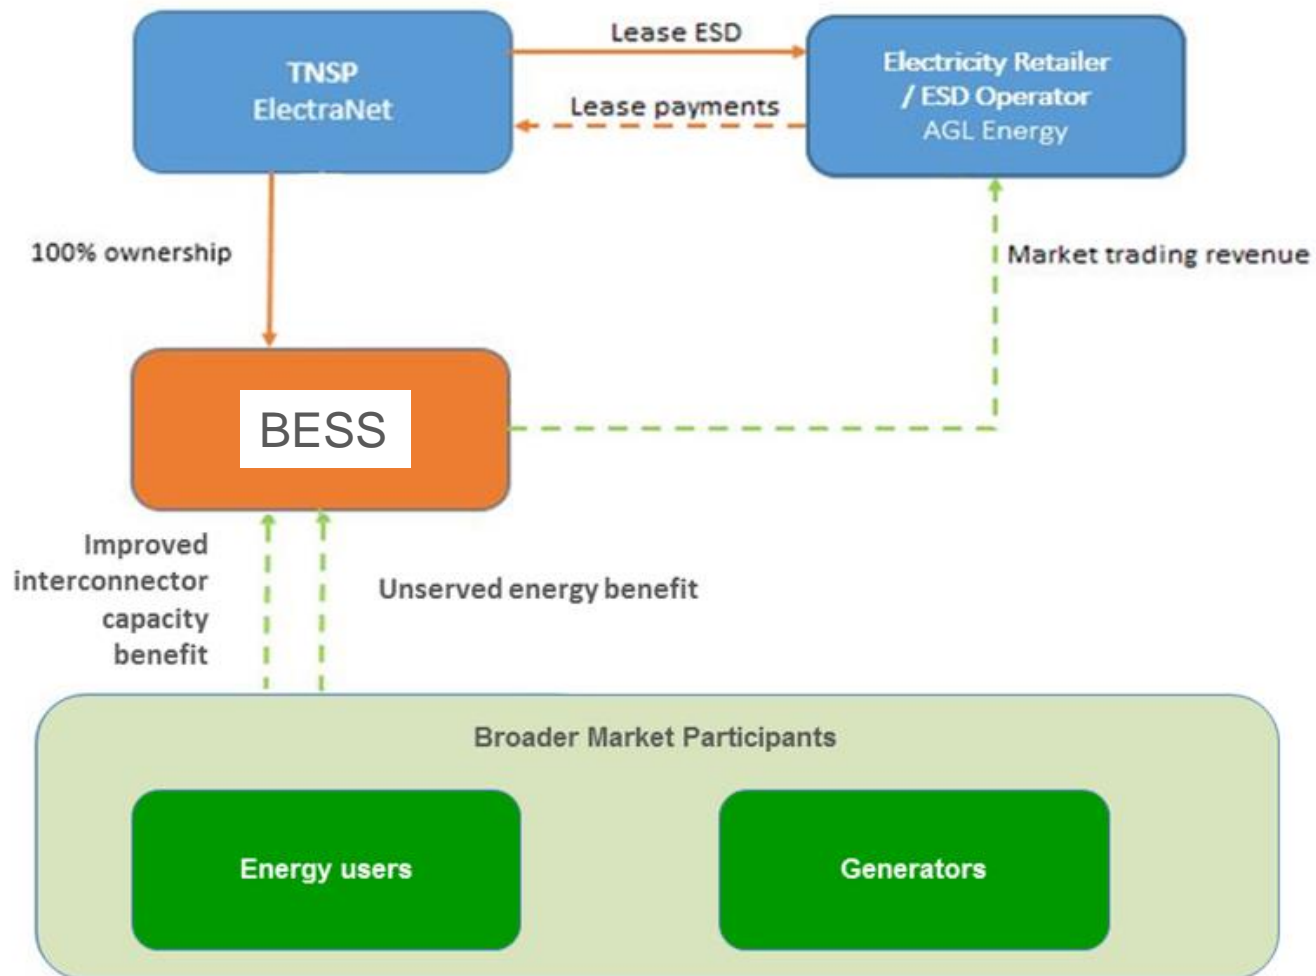 TNSP
ElectraNet
Lease ESD
Lease payments
Electricity Retailer
/ ESD Operator
AGL Energy
100% ownership
Market trading revenue
BESS
Improved
interconnector
capacity
benefit
Unserved energy benefit
Broader Market Participants
Energy users
Generators